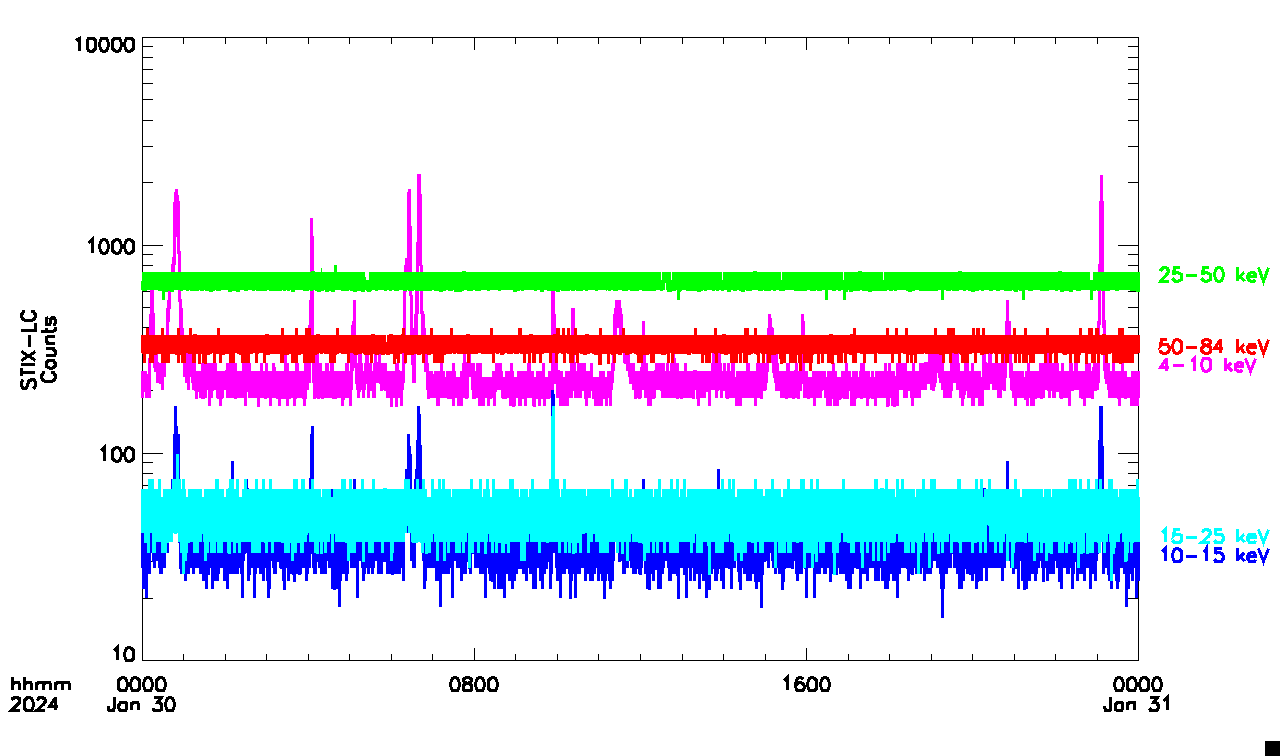 10000
1000
100
10
STIX-LC
Counts
25-50 keV
50-84 keV
4-10 keV
15-25 keV
10-15 keV
hhmm 0000 0800 1600 0000
2024 Jan 30 Jan 31